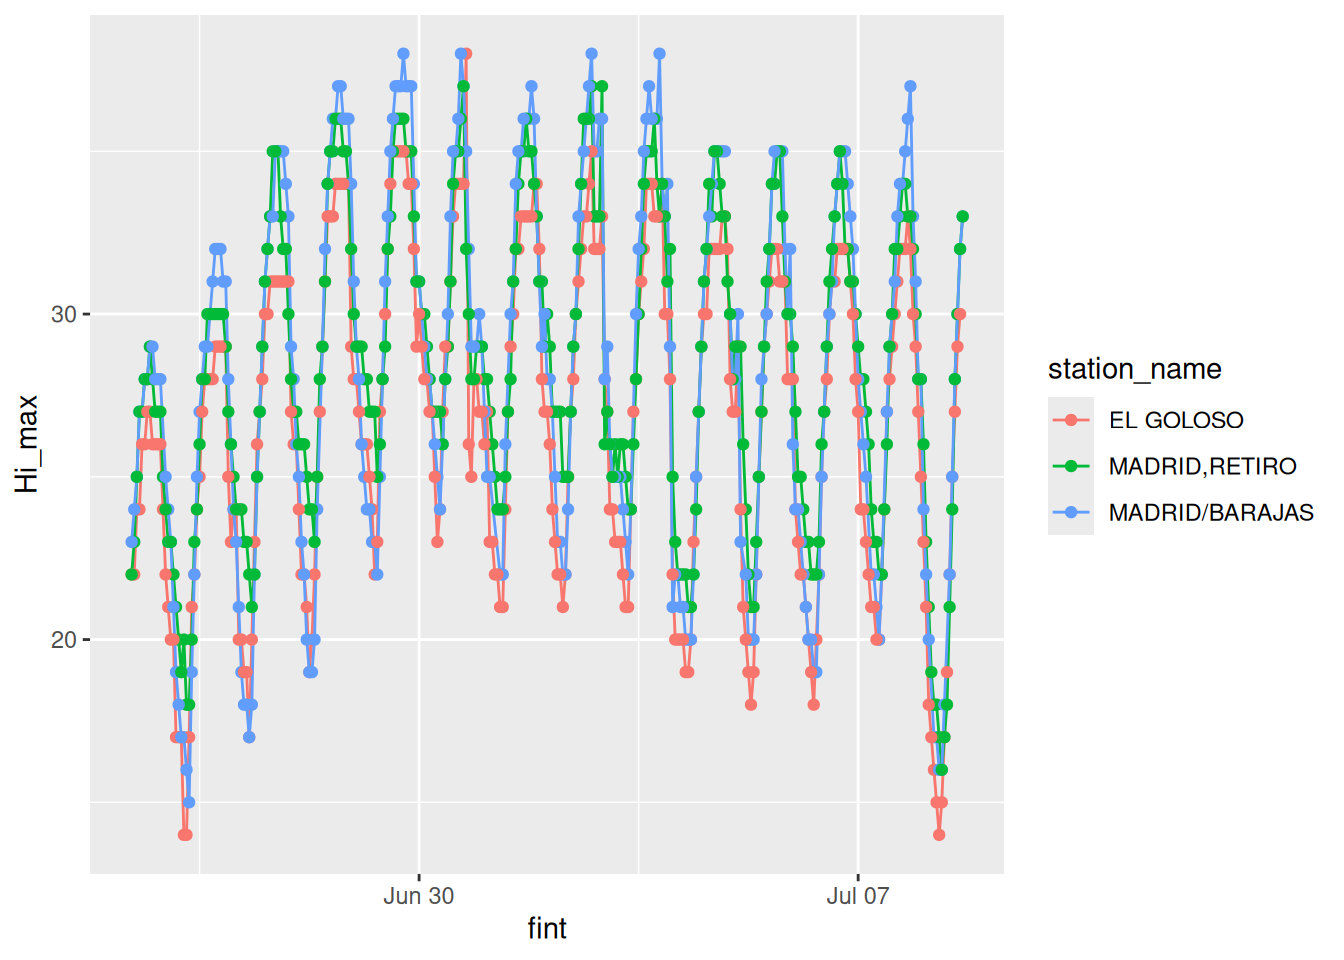 Hi_max
30
20
Jun 30
Jul 07
fint
station_name
EL GOLOSO
MADRID,RETIRO
MADRID/BARAJAS